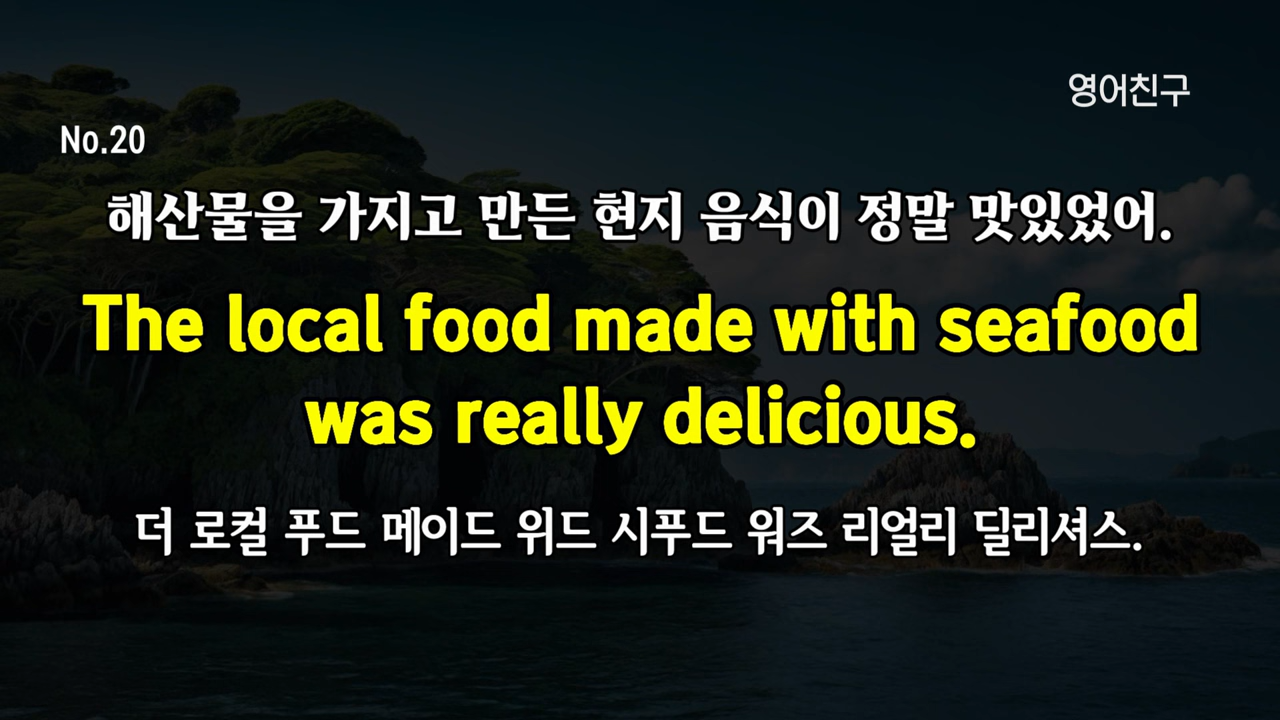 영어친구
No.20
해산물을 가지고 만든 현지 음식이 정말 맛있었어.
The local food made with seafood
was really delicious.
더 로컬 푸드 메이드 위드 시푸드 워즈 리얼리 딜리셔스.